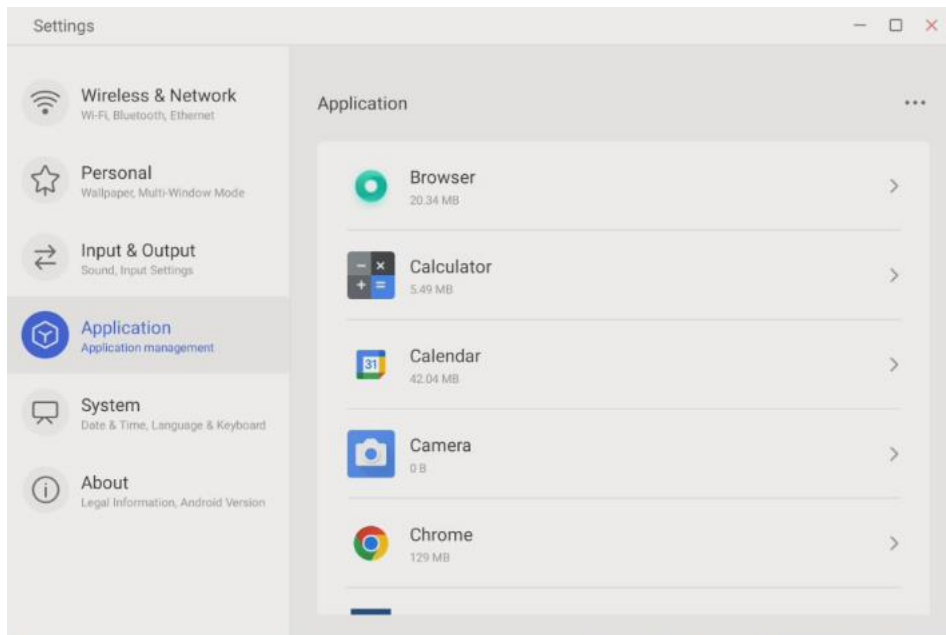 Settings
Wireless & Network
Wi-Fi, Bluetooth, Ethernet
Personal
Wallpaper, Multi-Window Mode
Input & Output
Sound, Input Settings
Application
Application management
System
Date & Time, Language & Keyboard
About
Legal Information, Android Version
Application
Browser
20.34 MB
Calculator
5.49 MB
31
Calendar
42.04 MB
Camera
0 B
Chrome
129 MB